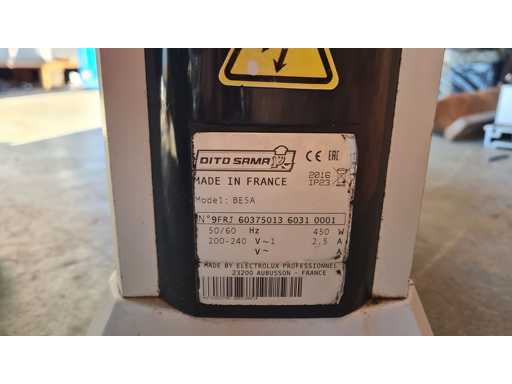 DITO SAMA
CE EAC
MADE IN FRANCE
2016
IP23
Model: BE5A
N°9FRJ 60375013 6031 0001
50/60 Hz 450 W
200-240 V~1 2,5 A
V~ A
MADE BY ELECTROLUX PROFESSIONNEL
23200 AUBUSSON - FRANCE